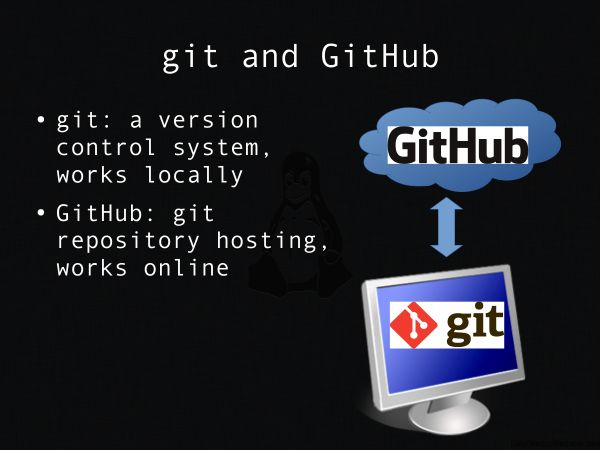 git and GitHub
• git: a version
control system,
works locally
• GitHub: git
repository hosting,
works online
GitHub
git